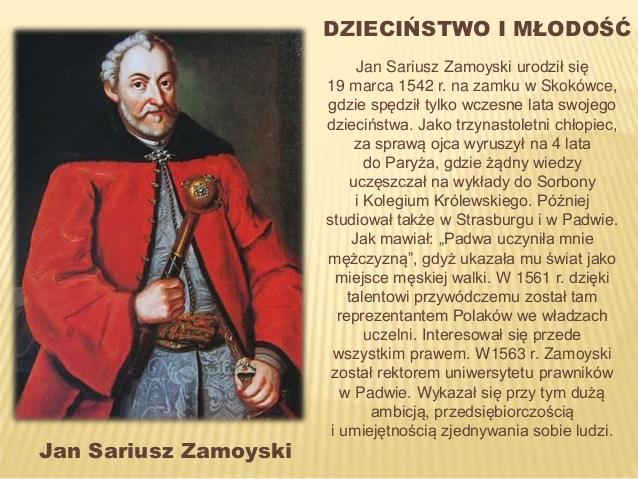 DZIECIŃSTWO I MŁODOŚĆ
Jan Sariusz Zamoyski urodził się
19 marca 1542 r. na zamku w Skokówce,
gdzie spędził tylko wczesne lata swojego
dzieciństwa. Jako trzynastoletni chłopiec,
za sprawą ojca wyruszył na 4 lata
do Paryża, gdzie żądny wiedzy
uczęszczał na wykłady do Sorbony
i Kolegium Królewskiego. Później
studiował także w Strasburgu i w Padwie.
Jak mawiał: „Padwa uczyniła mnie
mężczyzną”, gdyż ukazała mu świat jako
miejsce męskiej walki. W 1561 r. dzięki
talentowi przywódczemu został tam
reprezentantem Polaków we władzach
uczelni. Interesował się przede
wszystkim prawem. W1563 r. Zamoyski
został rektorem uniwersytetu prawników
w Padwie. Wykazał się przy tym dużą
ambicją, przedsiębiorczością
i umiejętnością zjednywania sobie ludzi.
Jan Sariusz Zamoyski